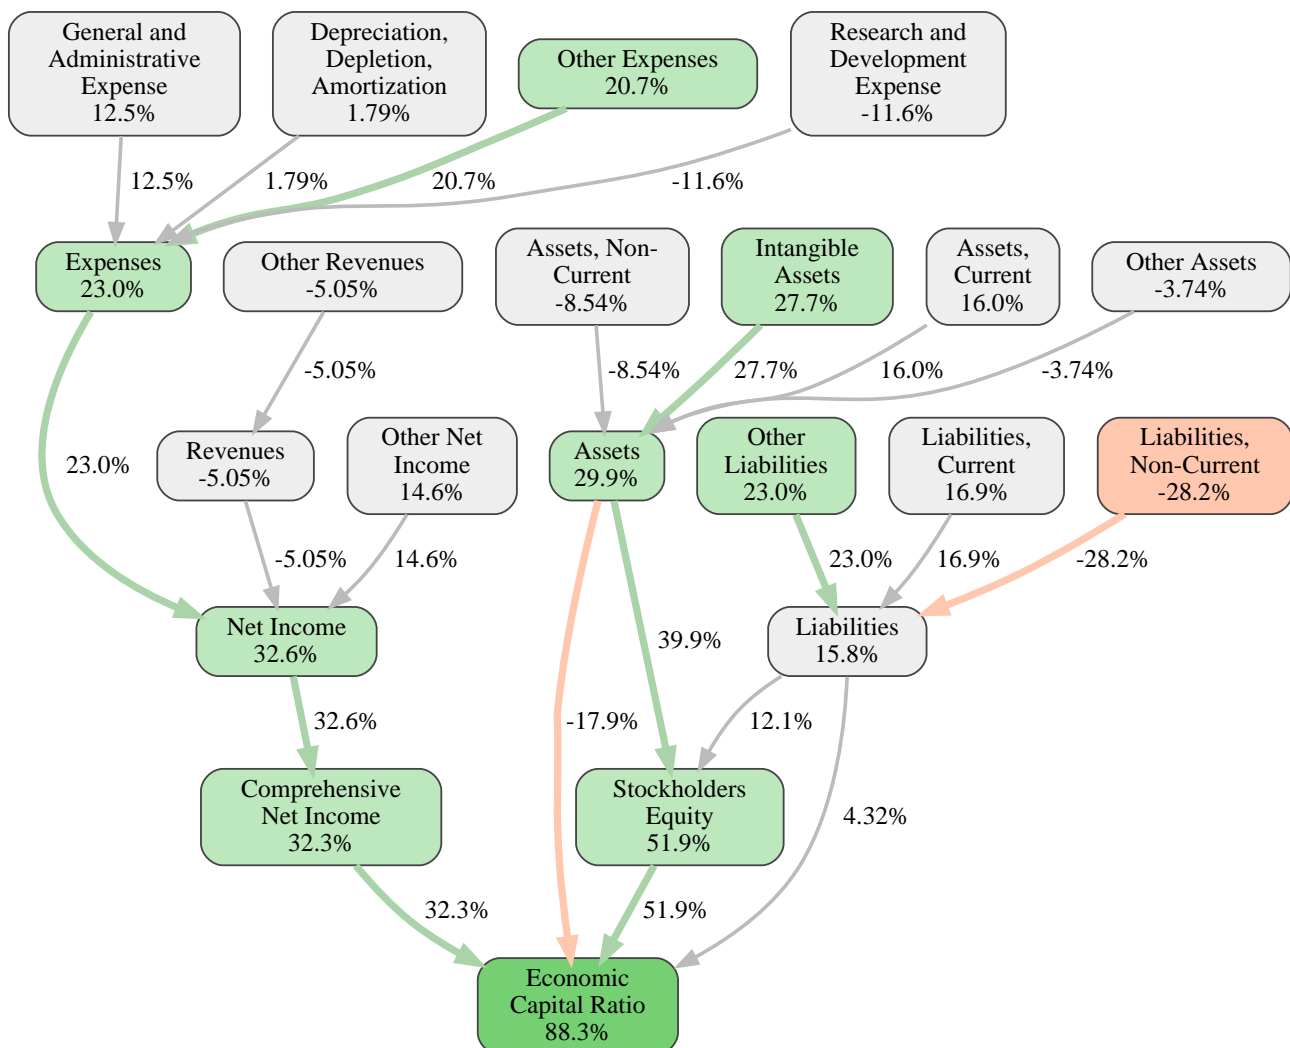 General and
Administrative
Expense
12.5%
Depreciation,
Depletion,
Amortization
1.79%
Other Expenses
20.7%
Research and
Development
Expense
-11.6%
12.5%
1.79%
20.7%
-11.6%
Expenses
23.0%
Other Revenues
-5.05%
Assets, Non-
Current
-8.54%
Intangible
Assets
27.7%
Assets,
Current
16.0%
Other Assets
-3.74%
-5.05%
-8.54%
27.7%
16.0%
-3.74%
23.0%
Revenues
-5.05%
Other Net
Income
14.6%
Assets
29.9%
Other
Liabilities
23.0%
Liabilities,
Current
16.9%
Liabilities,
Non-Current
-28.2%
-5.05%
14.6%
23.0%
16.9%
-28.2%
Net Income
32.6%
39.9%
Liabilities
15.8%
32.6%
-17.9%
12.1%
Comprehensive
Net Income
32.3%
Stockholders
Equity
51.9%
4.32%
32.3%
51.9%
Economic
Capital Ratio
88.3%